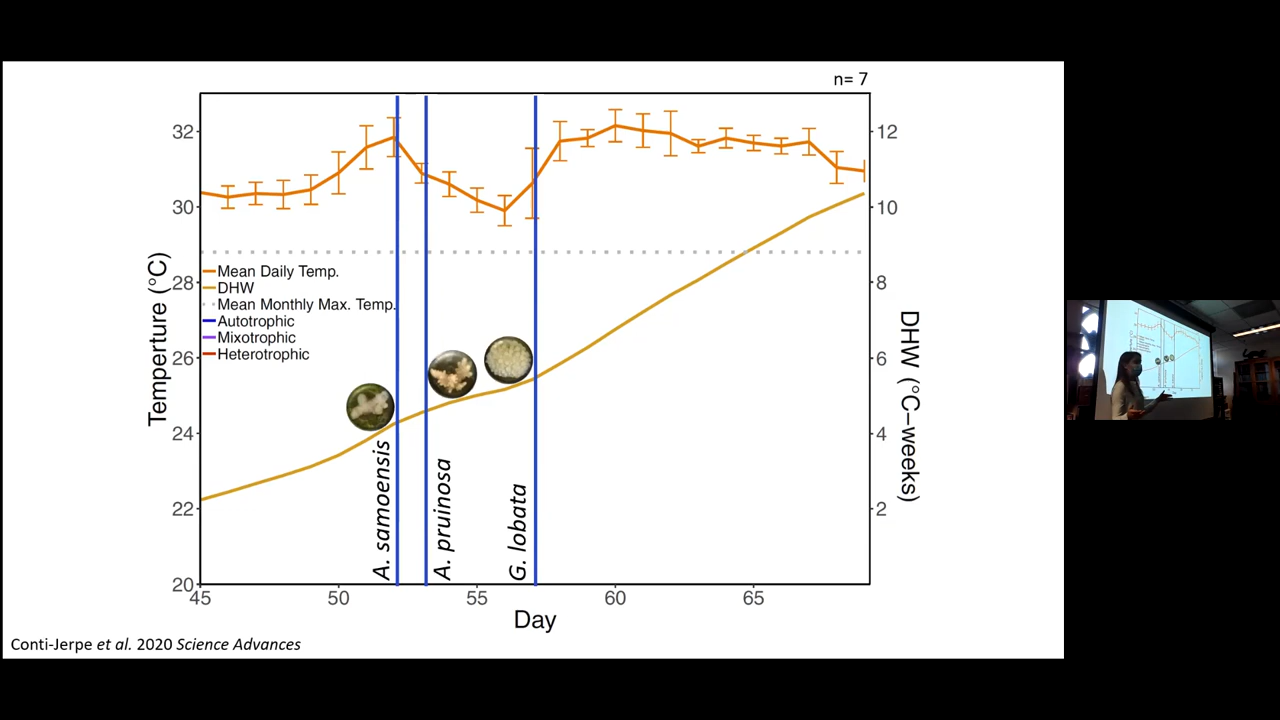 n= 7
32
30
28
26
24
22
20
12
10
8
6
4
2
Temperture (°C)
DHW (°C–weeks)
Mean Daily Temp.
DHW
Mean Monthly Max. Temp.
Autotrophic
Mixotrophic
Heterotrophic
A. samoensis
A. pruinosa
G. lobata
45
50
55
60
65
Day
Conti-Jerpe et al. 2020 Science Advances